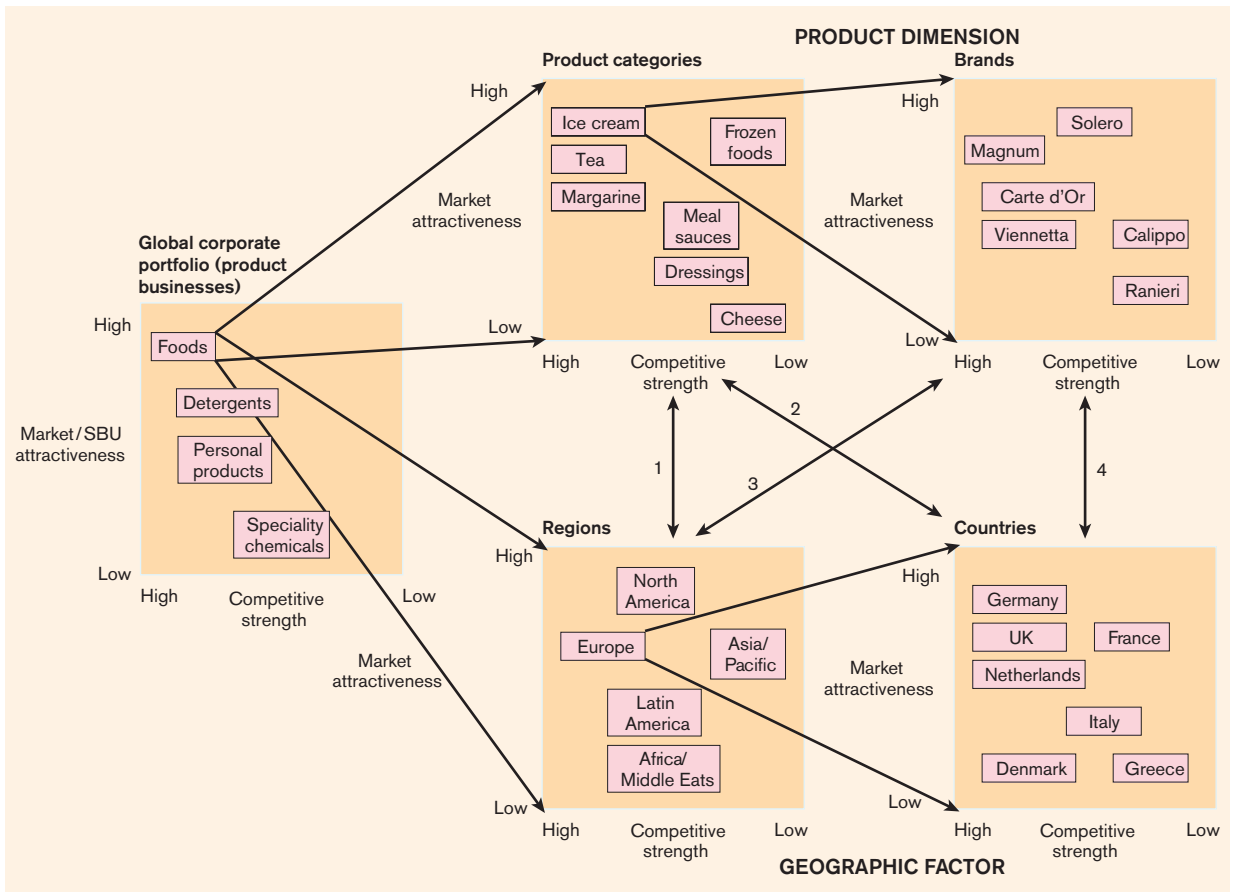 PRODUCT DIMENSION
Product categories
Brands
High
High
Ice cream
Frozen
foods
Tea
Margarine
Market
attractiveness
Meal
sauces
Dressings
Cheese
Low
High
Competitive
strength
Low
Solero
Magnum
Market
attractiveness
Carte d'Or
Viennetta
Calippo
Ranieri
Low
High
Competitive
strength
Low
Global corporate
portfolio (product
businesses)
High
Foods
Detergents
Market/SBU
attractiveness
Personal
products
Speciality
chemicals
Low
High
Competitive
strength
Low
1
2
3
4
Regions
High
North
America
Europe
Asia/
Pacific
Market
attractiveness
Latin
America
Africa/
Middle Eats
Low
High
Competitive
strength
Low
Countries
High
Germany
UK
France
Market
attractiveness
Netherlands
Italy
Denmark
Greece
Low
High
Competitive
strength
Low
GEOGRAPHIC FACTOR